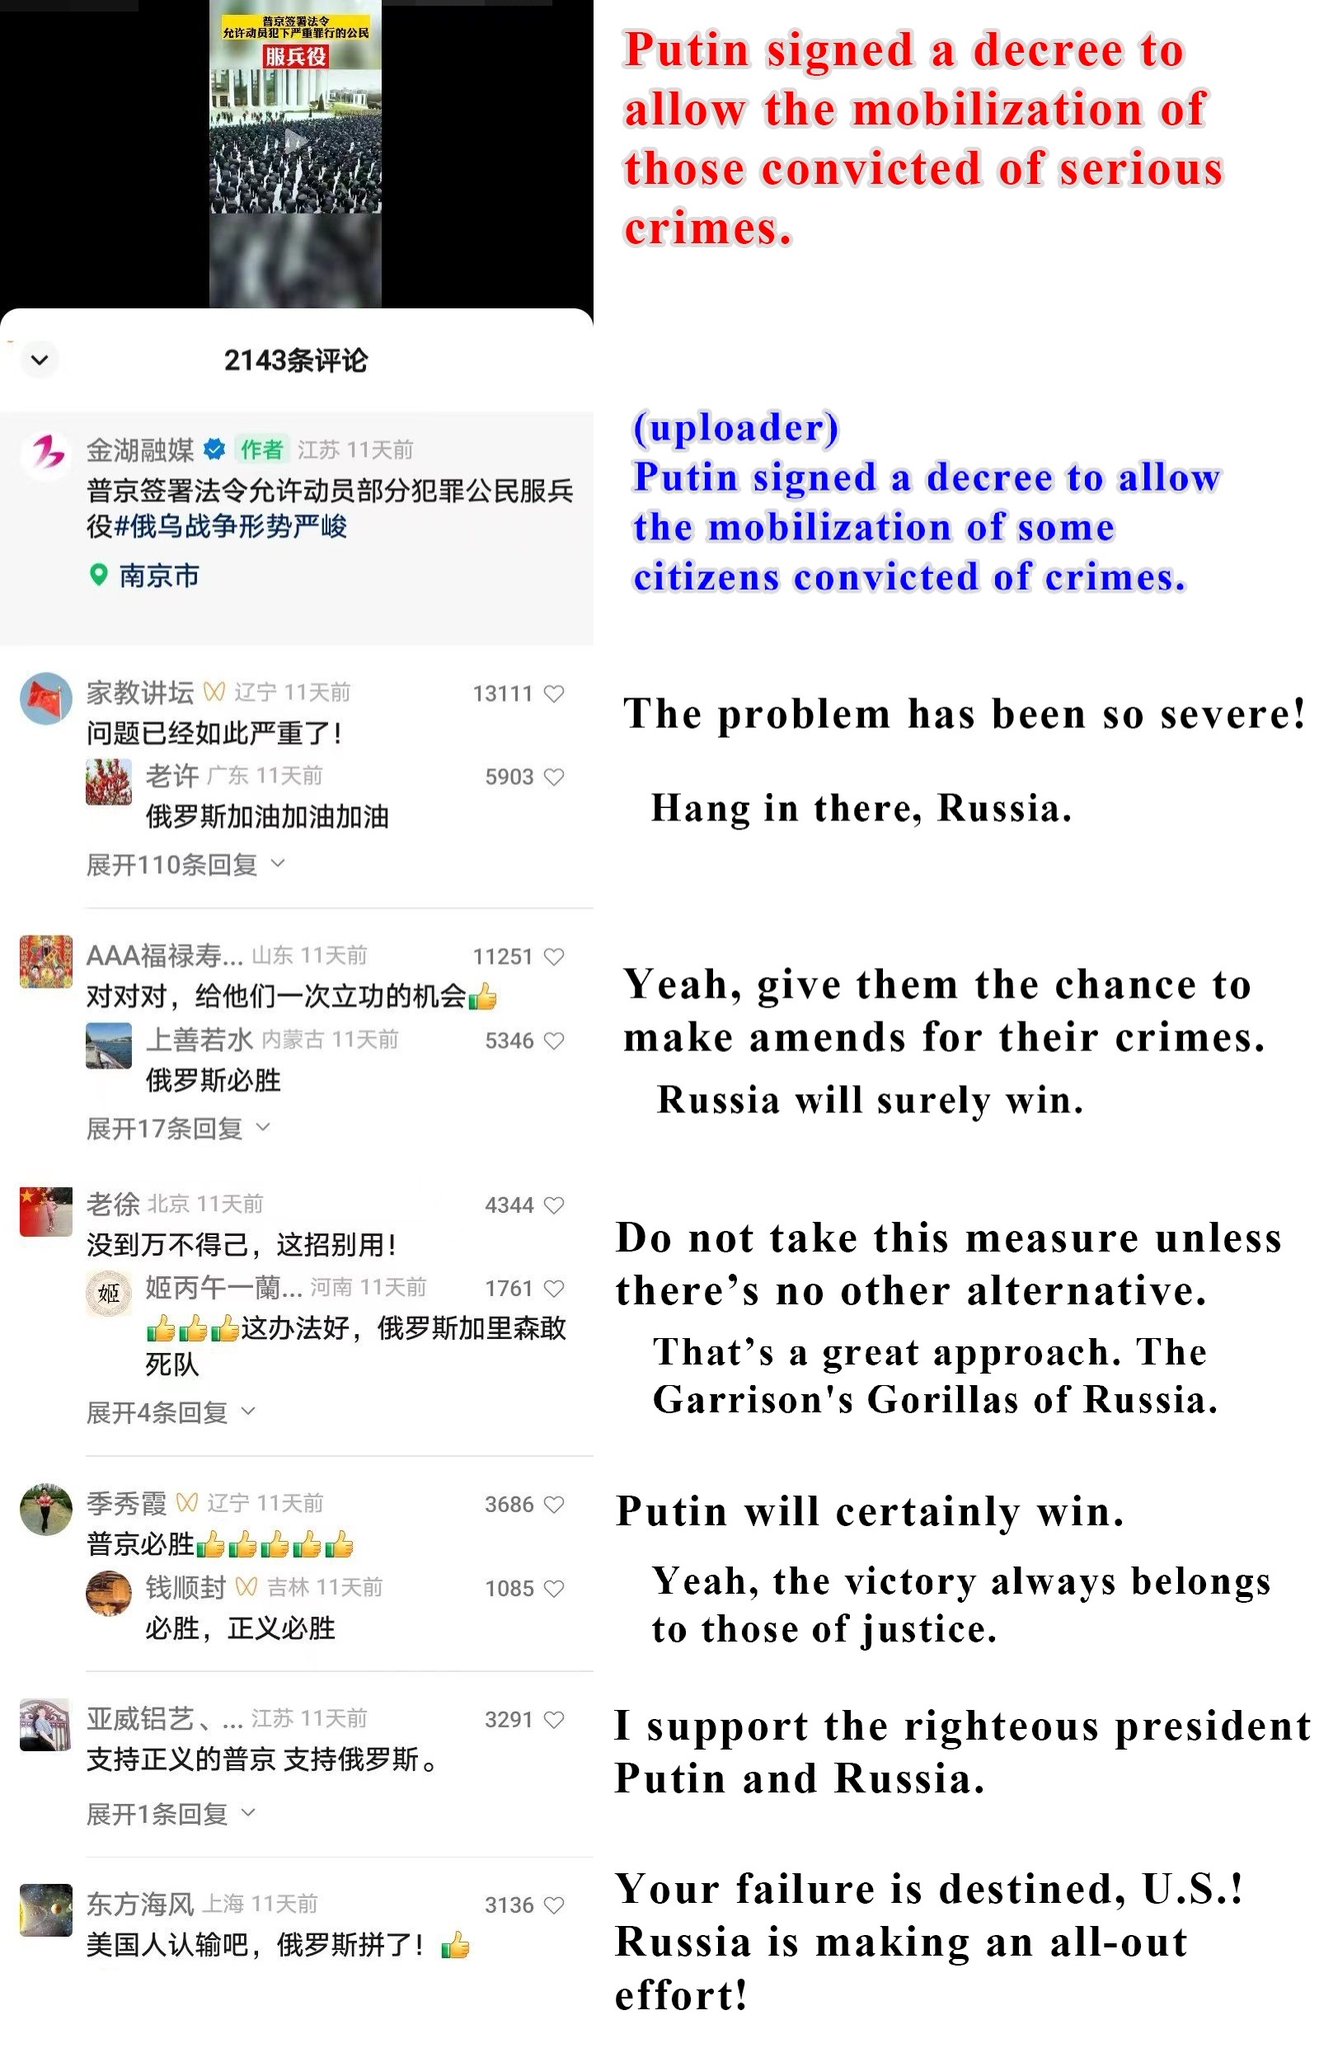 普京签署法令
允许动员犯下严重罪行的公民
服兵役
Putin signed a decree to
allow the mobilization of
those convicted of serious
crimes.
2143条评论
金湖融媒 作者 江苏 11天前
普京签署法令允许动员部分犯罪公民服兵
役#俄乌战争形势严峻
南京市
(uploader)
Putin signed a decree to allow
the mobilization of some
citizens convicted of crimes.
家教讲坛 辽宁 11天前 13111
问题已经如此严重了！
The problem has been so severe!
老许 广东 11天前 5903
俄罗斯加油加油加油
Hang in there, Russia.
展开110条回复
AAA福禄寿... 山东 11天前 11251
对对对，给他们一次立功的机会👍
Yeah, give them the chance to
make amends for their crimes.
上善若水 内蒙古 11天前 5346
俄罗斯必胜
Russia will surely win.
展开17条回复
老徐 北京 11天前 4344
没到万不得已，这招别用！
Do not take this measure unless
there’s no other alternative.
姬
姬丙午一蘭... 河南 11天前 1761
👍👍👍这办法好，俄罗斯加里森敢
死队
That’s a great approach. The
Garrison's Gorillas of Russia.
展开4条回复
季秀霞 辽宁 11天前 3686
普京必胜👍👍👍👍👍
Putin will certainly win.
钱顺封 吉林 11天前 1085
必胜，正义必胜
Yeah, the victory always belongs
to those of justice.
亚威铝艺、... 江苏 11天前 3291
支持正义的普京 支持俄罗斯。
I support the righteous president
Putin and Russia.
展开1条回复
东方海风 上海 11天前 3136
美国人认输吧，俄罗斯拼了！👍
Your failure is destined, U.S.!
Russia is making an all-out
effort!